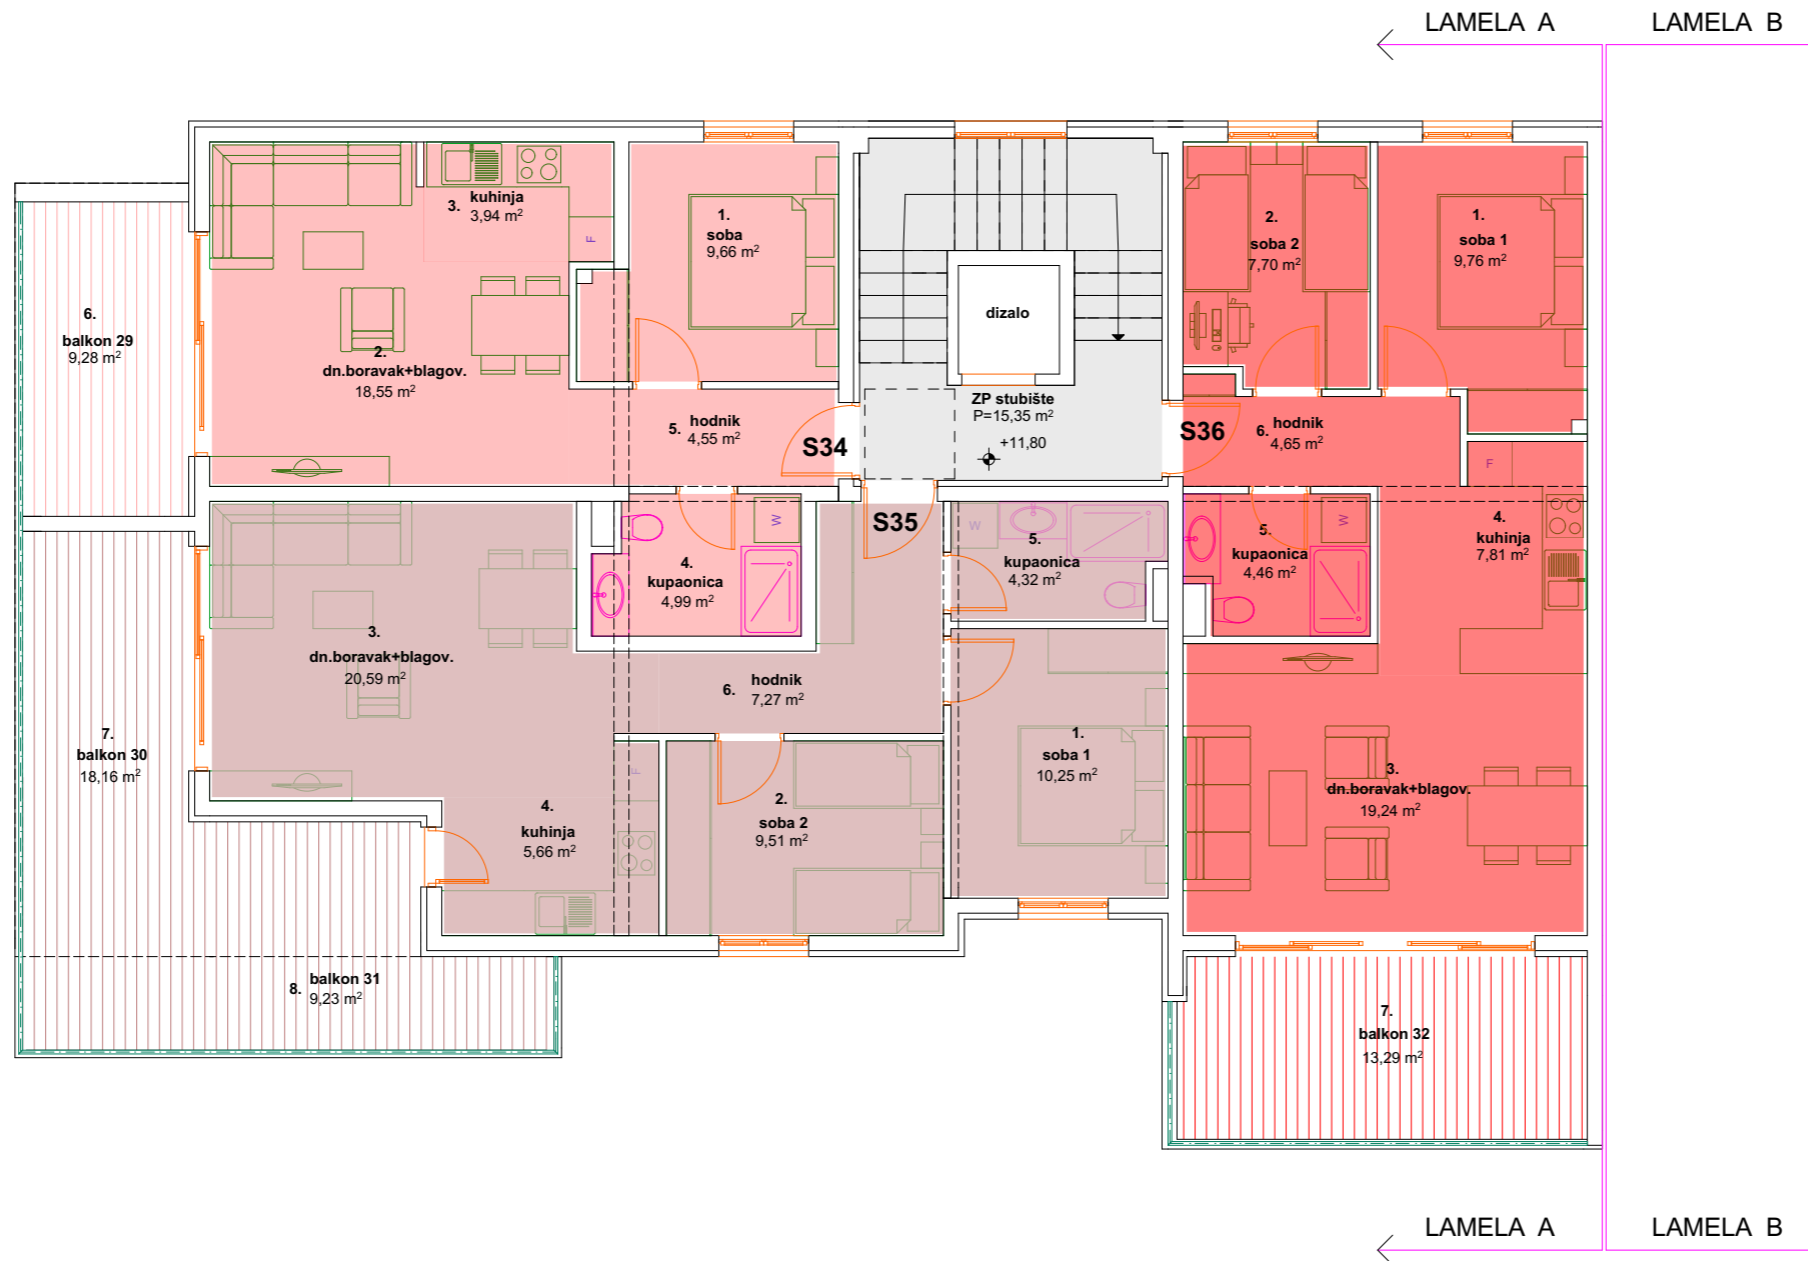 LAMELA A
LAMELA B
3. kuhinja
3,94 m²
F
1.
soba
9,66 m²
2.
soba 2
7,70 m²
1.
soba 1
9,76 m²
dizalo
6.
balkon 29
9,28 m²
2.
dn.boravak+blagov.
18,55 m²
5. hodnik
4,55 m²
S34
ZP stubište
P=15,35 m²
+11,80
S36
6. hodnik
4,65 m²
F
S35
W
4.
kupaonica
4,99 m²
W
5.
kupaonica
4,32 m²
W
5.
kupaonica
4,46 m²
4.
kuhinja
7,81 m²
3.
dn.boravak+blagov.
20,59 m²
6. hodnik
7,27 m²
7.
balkon 30
18,16 m²
F
4.
kuhinja
5,66 m²
2.
soba 2
9,51 m²
1.
soba 1
10,25 m²
3.
dn.boravak+blagov.
19,24 m²
8. balkon 31
9,23 m²
7.
balkon 32
13,29 m²
LAMELA A
LAMELA B